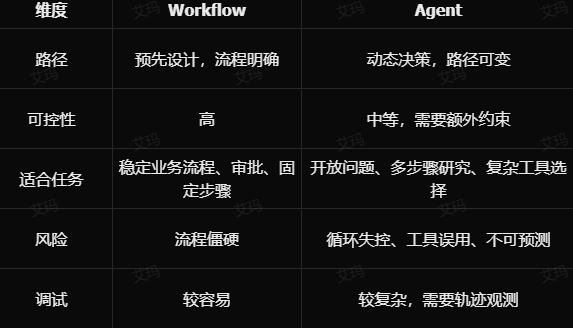 维度 Workflow Agent
路径 预先设计，流程明确 动态决策，路径可变
可控性 高 中等，需要额外约束
适合任务 稳定业务流程、审批、固定步骤 开放问题、多步骤研究、复杂工具选择
风险 流程僵硬 循环失控、工具误用、不可预测
调试 较容易 较复杂，需要轨迹观测